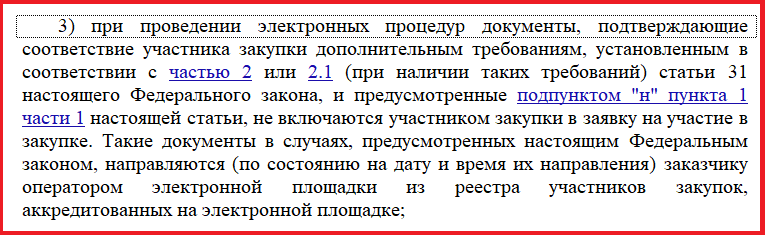 3) при проведении электронных процедур документы, подтверждающие
соответствие участника закупки дополнительным требованиям, установленным в
соответствии с частью 2 или 2.1 (при наличии таких требований) статьи 31
настоящего Федерального закона, и предусмотренные подпунктом "н" пункта 1
части 1 настоящей статьи, не включаются участником закупки в заявку на участие в
закупке. Такие документы в случаях, предусмотренных настоящим Федеральным
законом, направляются (по состоянию на дату и время их направления) заказчику
оператором электронной площадки из реестра участников закупок,
аккредитованных на электронной площадке;